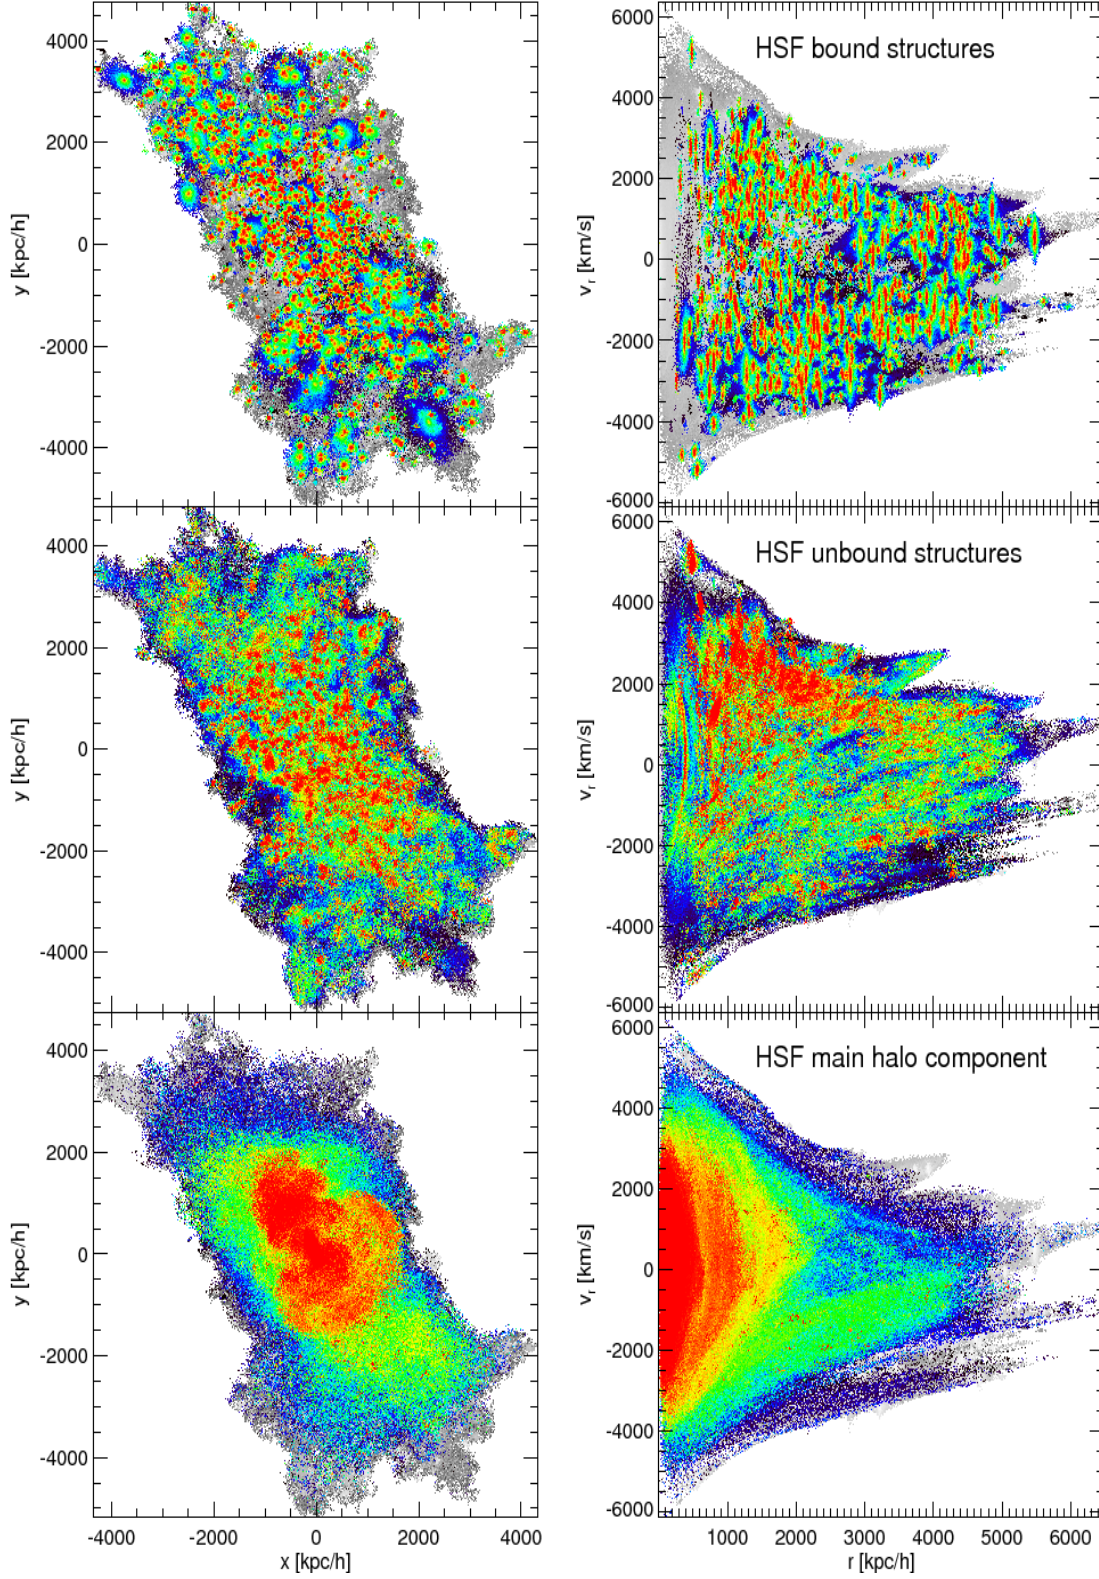 4000
2000
0
-2000
-4000
y [kpc/h]
6000
4000
2000
0
-2000
-4000
-6000
v_r [km/s]
HSF bound structures
4000
2000
0
-2000
-4000
y [kpc/h]
6000
4000
2000
0
-2000
-4000
-6000
v_r [km/s]
HSF unbound structures
4000
2000
0
-2000
-4000
y [kpc/h]
-4000 -2000 0 2000 4000
x [kpc/h]
6000
4000
2000
0
-2000
-4000
-6000
v_r [km/s]
HSF main halo component
1000 2000 3000 4000 5000 6000
r [kpc/h]